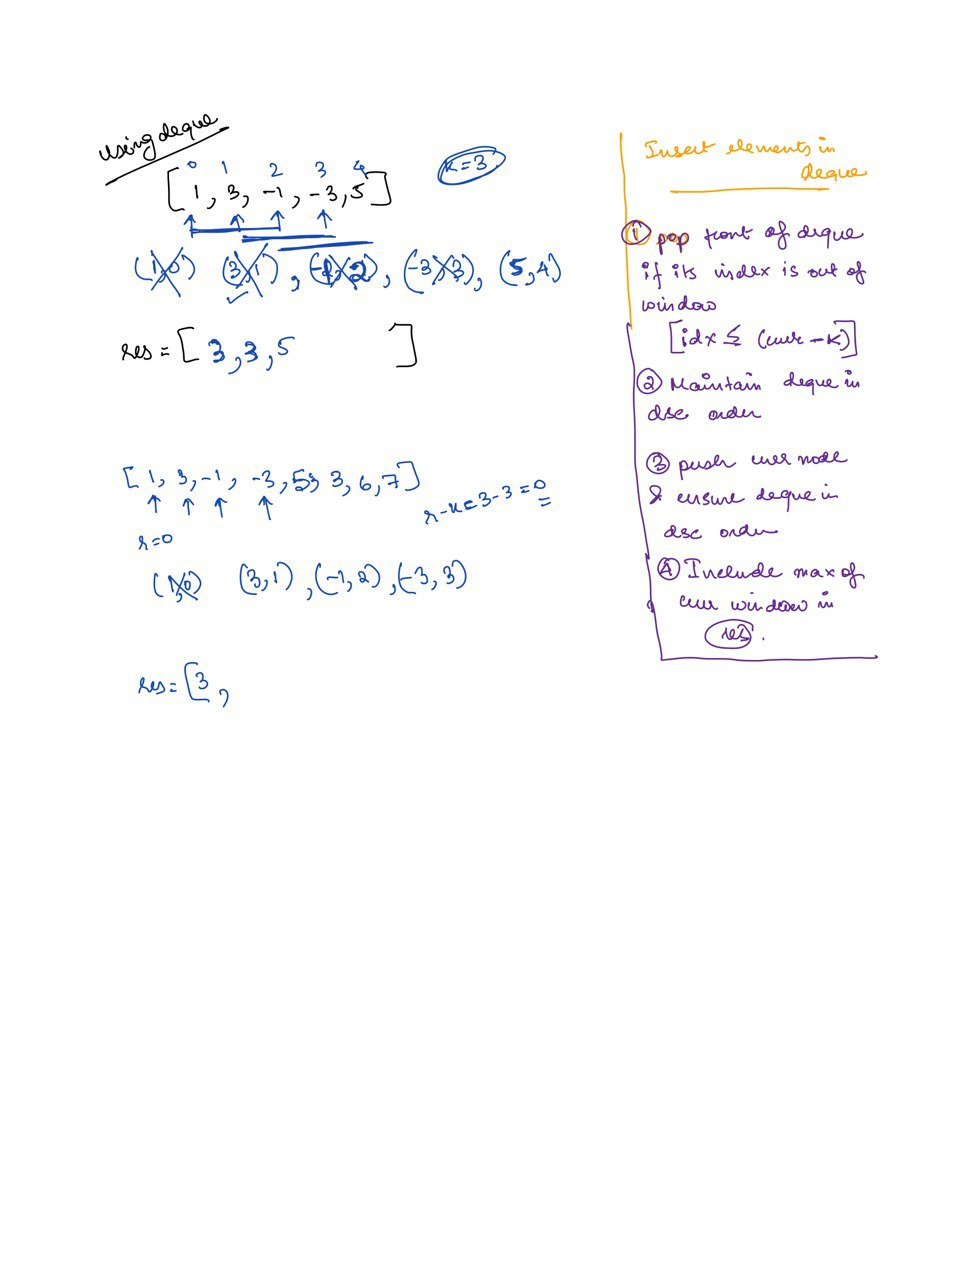 using deque
0 1 2 3 4
[1, 3, -1, -3, 5]
k=3
(1,0) (3,1), (-1,2), (-3,3), (5,4)
res = [3,3,5 ]
[1, 3, -1, -3, 5, 3, 6, 7]
r-k = 3-3 = 0
r=0
(1,0) (3,1), (-1,2), (-3,3)
res = [3,
Insert elements in
deque
① pop front of deque
if its index is out of
window
[idx ≤ (curr - K)]
② Maintain deque in
dsc order
③ push curr node
& ensure deque in
dsc order
④ Include max of
curr window in
res.